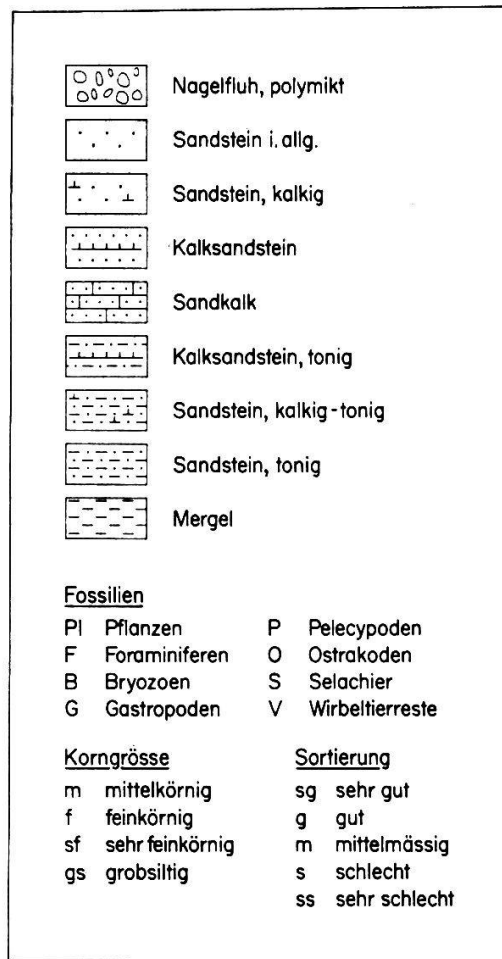 Nagelfluh, polymikt
Sandstein i. allg.
Sandstein, kalkig
Kalksandstein
Sandkalk
Kalksandstein, tonig
Sandstein, kalkig-tonig
Sandstein, tonig
Mergel
Fossilien
Pl Pflanzen
F Foraminiferen
B Bryozoen
G Gastropoden
P Pelecypoden
O Ostrakoden
S Selachier
V Wirbeltierreste
Korngrösse
m mittelkörnig
f feinkörnig
sf sehr feinkörnig
gs grobsiltig
Sortierung
sg sehr gut
g gut
m mittelmässig
s schlecht
ss sehr schlecht